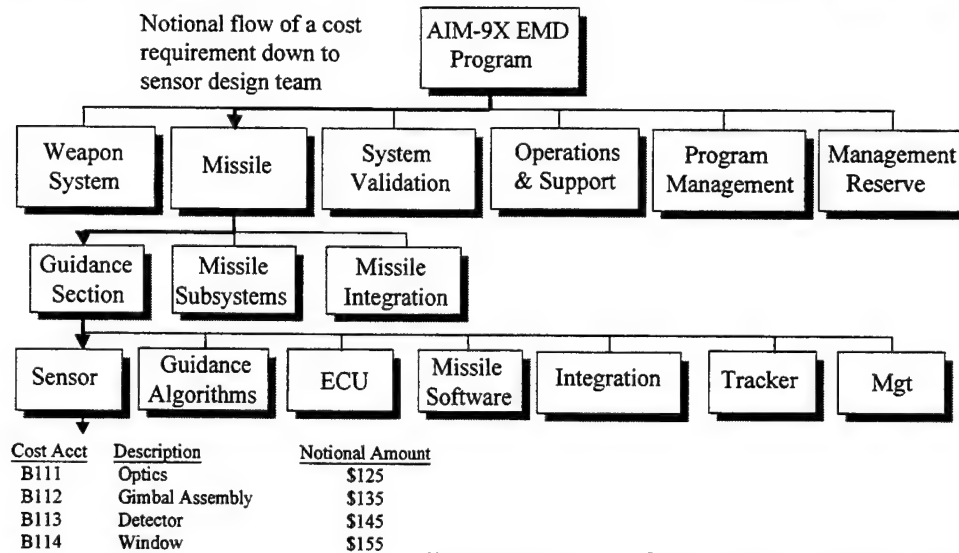 Notional flow of a cost
requirement down to
sensor design team
AIM-9X EMD
Program
Weapon
System
Missile
System
Validation
Operations
& Support
Program
Management
Management
Reserve
Guidance
Section
Missile
Subsystems
Missile
Integration
Sensor
Guidance
Algorithms
ECU
Missile
Software
Integration
Tracker
Mgt
Cost Acct Description Notional Amount
B111 Optics $125
B112 Gimbal Assembly $135
B113 Detector $145
B114 Window $155